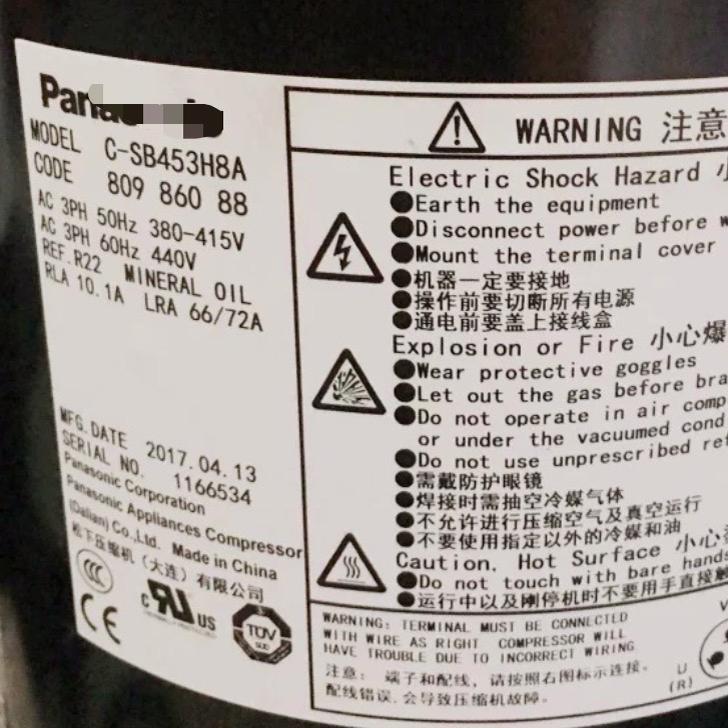 MODEL C-SB453H8A
CODE 809 860 88
AC 3PH 50Hz 380-415V
AC 3PH 60Hz 440V
REF.R22 MINERAL OIL
RLA 10.1A LRA 66/72A
MFG.DATE 2017.04.13
SERIAL NO. 1166534
Panasonic Corporation
Panasonic Appliances Compressor
(Dalian) Co.,Ltd. Made in China
松下压缩机（大连）有限公司
CCC
CE
c RU US
TÜV
WARNING 注意
Electric Shock Hazard
●Earth the equipment
●Disconnect power before
●Mount the terminal cover
●机器一定要接地
●操作前要切断所有电源
●通电前要盖上接线盒
Explosion or Fire 小心爆
●Wear protective goggles
●Let out the gas before
●Do not operate in air
or under the vacuumed
●Do not use unprescribed
●需戴防护眼镜
●焊接时需抽空冷媒气体
●不允许进行压缩空气及真空运行
●不要使用指定以外的冷媒和油
Caution, Hot Surface 小心
●Do not touch with bare hands
●运行中以及刚停机时不要用手直接
WARNING: TERMINAL MUST BE CONNECTED
WITH WIRE AS RIGHT COMPRESSOR WILL
HAVE TROUBLE DUE TO INCORRECT WIRING
注意: 端子和配线, 请按照右图标示连接。
配线错误, 会导致压缩机故障。
U
(R)